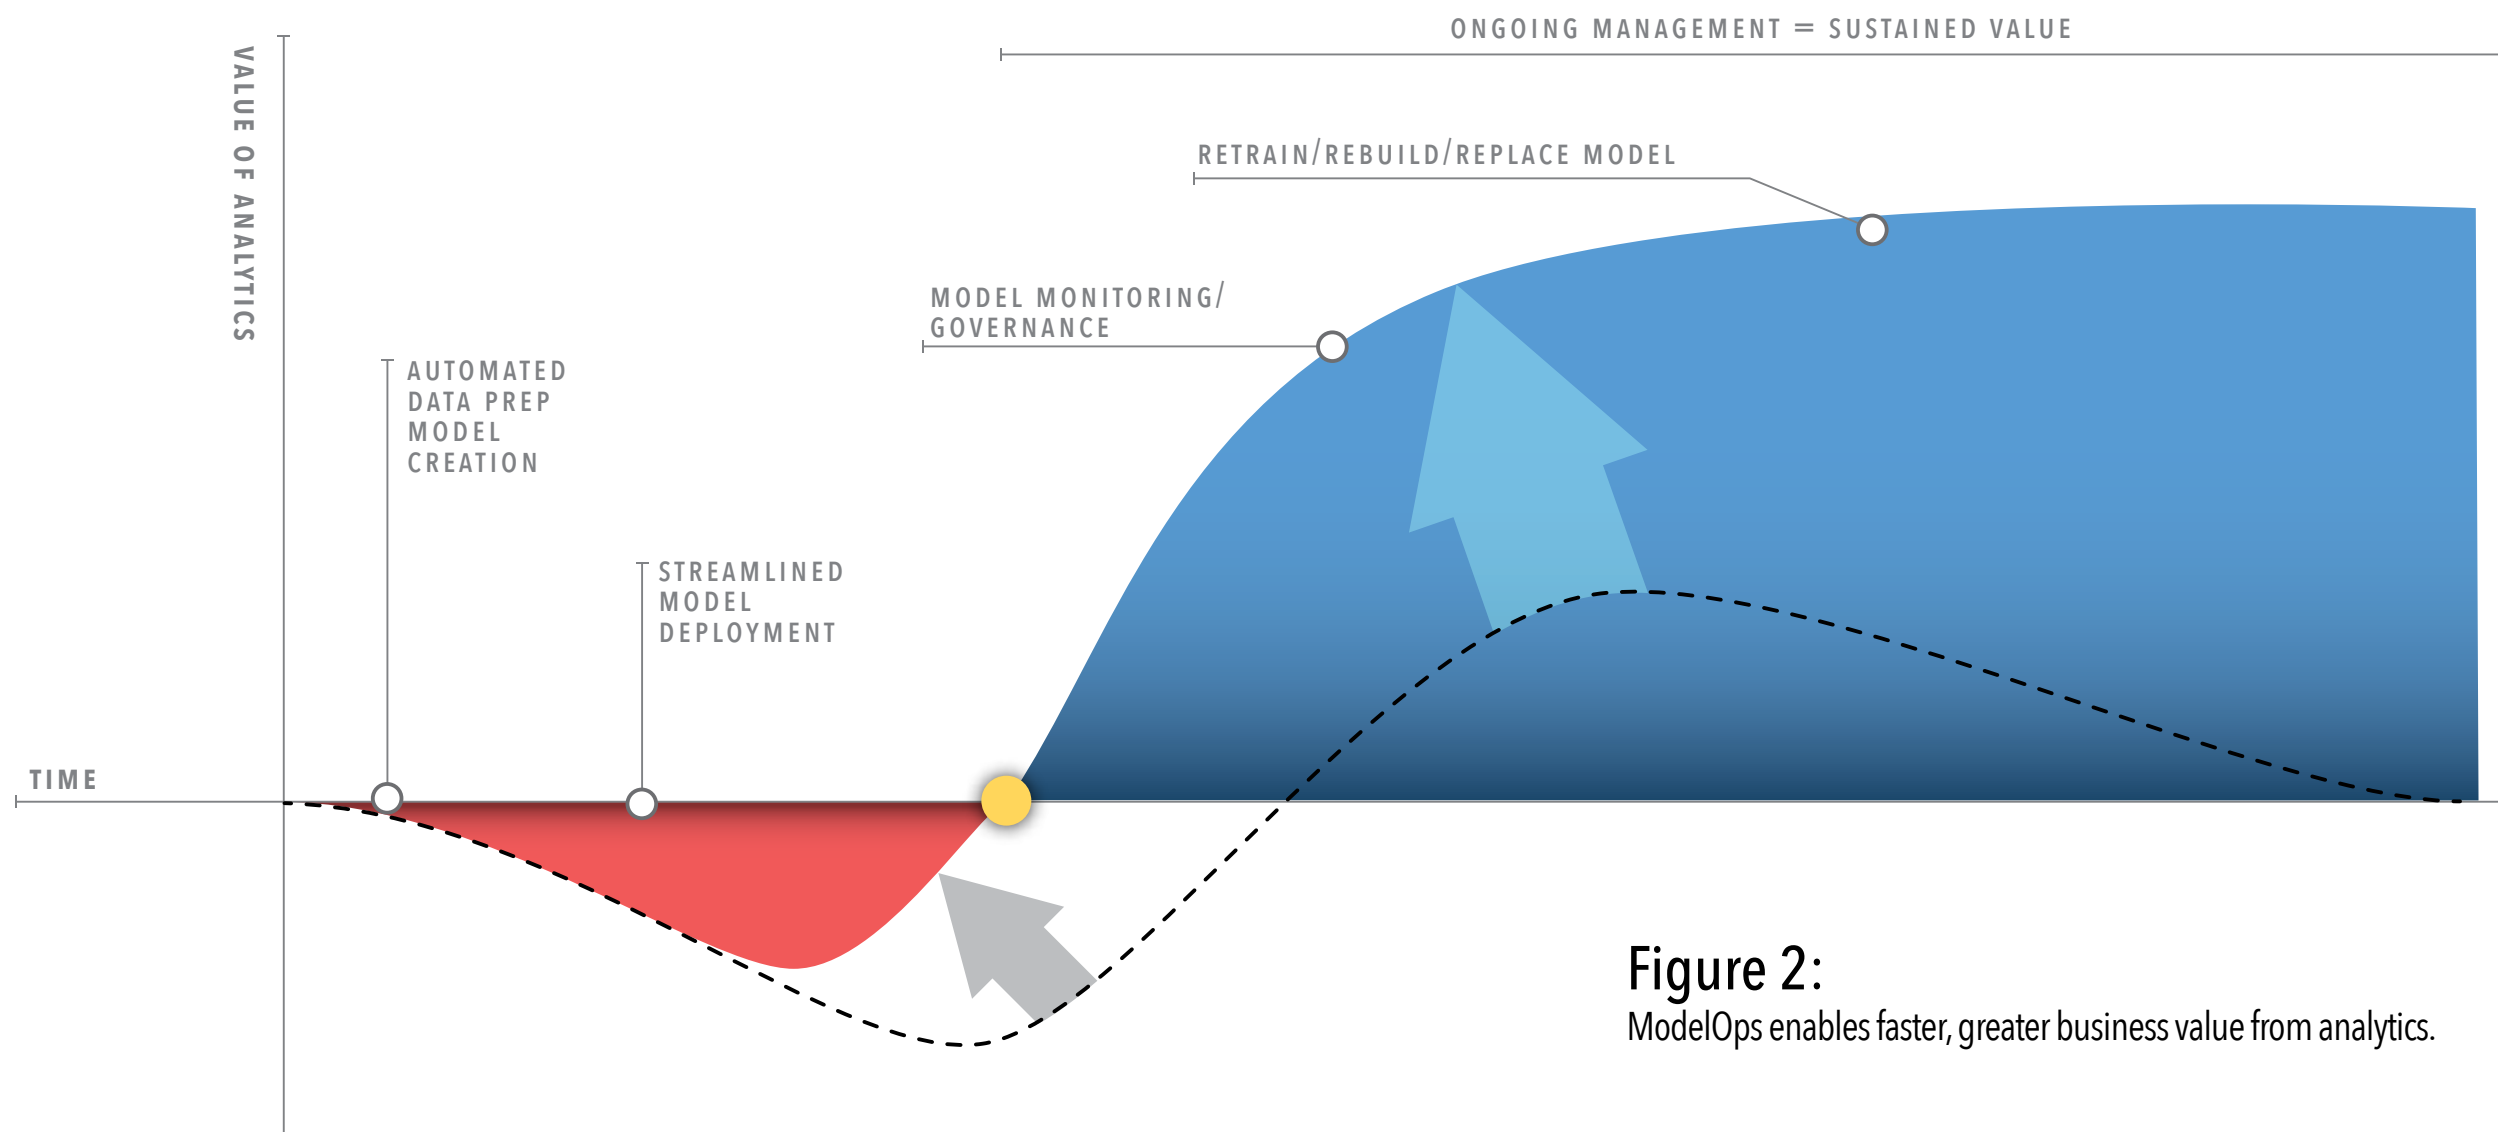 ONGOING MANAGEMENT = SUSTAINED VALUE
VALUE OF ANALYTICS
RETRAIN/REBUILD/REPLACE MODEL
MODEL MONITORING/
GOVERNANCE
AUTOMATED
DATA PREP
MODEL
CREATION
STREAMLINED
MODEL
DEPLOYMENT
TIME
Figure 2:
ModelOps enables faster, greater business value from analytics.